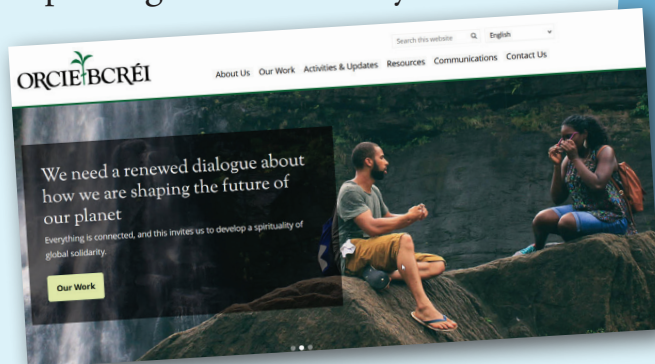 Search this website
English
ORCIE BCRÉI
About Us Our Work Activities & Updates Resources Communications Contact Us
We need a renewed dialogue about
how we are shaping the future of
our planet
Everything is connected, and this invites us to develop a spirituality of
global solidarity.
Our Work